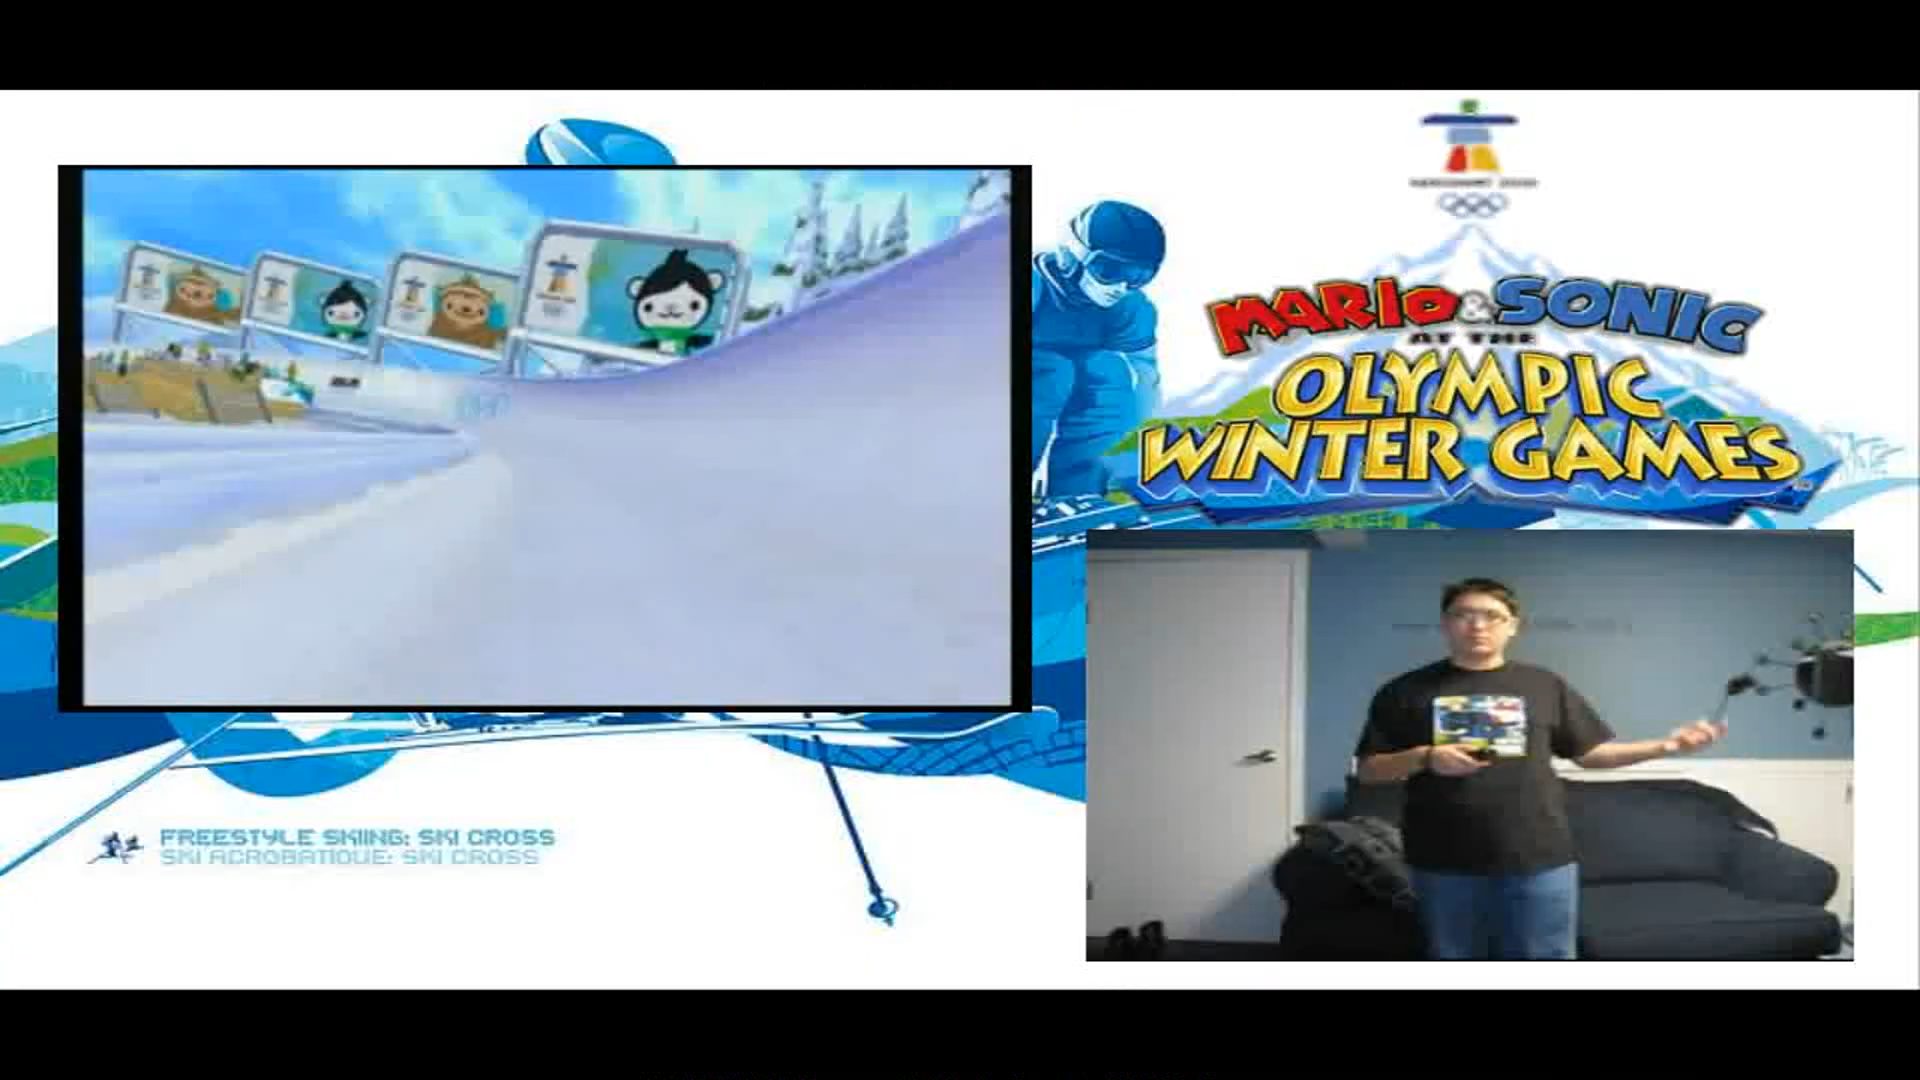 MARIO & SONIC
AT THE
OLYMPIC
WINTER GAMES
FREESTYLE SKIING: SKI CROSS
SKI ACROBATIQUE: SKI CROSS